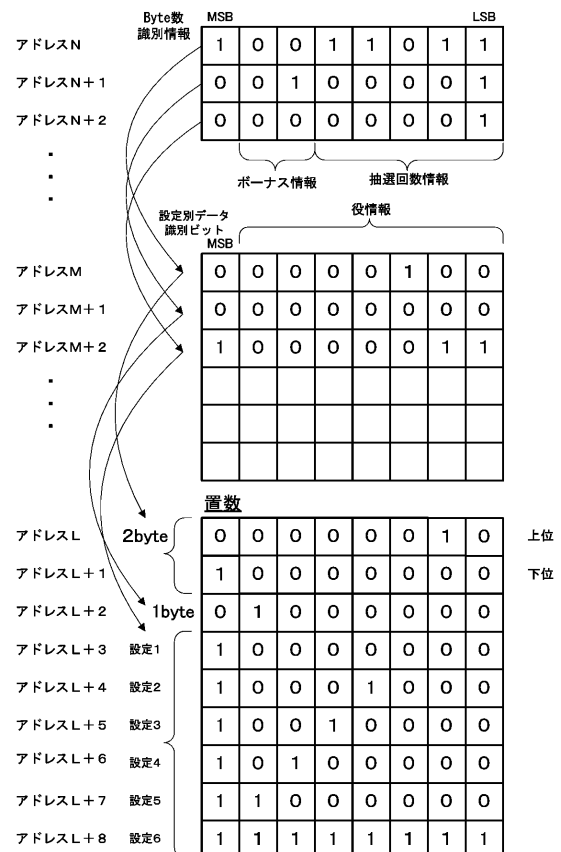 Byte数
識別情報
MSB LSB
アドレスN 1 0 0 1 1 0 1 1
アドレスN+1 0 0 1 0 0 0 0 1
アドレスN+2 0 0 0 0 0 0 0 1
ボーナス情報 抽選回数情報
設定別データ
識別ビット
MSB
役情報
アドレスM 0 0 0 0 0 1 0 0
アドレスM+1 0 0 0 0 0 0 0 0
アドレスM+2 1 0 0 0 0 0 1 1
置数
アドレスL 2byte 0 0 0 0 0 0 1 0 上位
アドレスL+1 1 0 0 0 0 0 0 0 下位
アドレスL+2 1byte 0 1 0 0 0 0 0 0
アドレスL+3 設定1 1 0 0 0 0 0 0 0
アドレスL+4 設定2 1 0 0 0 1 0 0 0
アドレスL+5 設定3 1 0 0 1 0 0 0 0
アドレスL+6 設定4 1 0 1 0 0 0 0 0
アドレスL+7 設定5 1 1 0 0 0 0 0 0
アドレスL+8 設定6 1 1 1 1 1 1 1 1